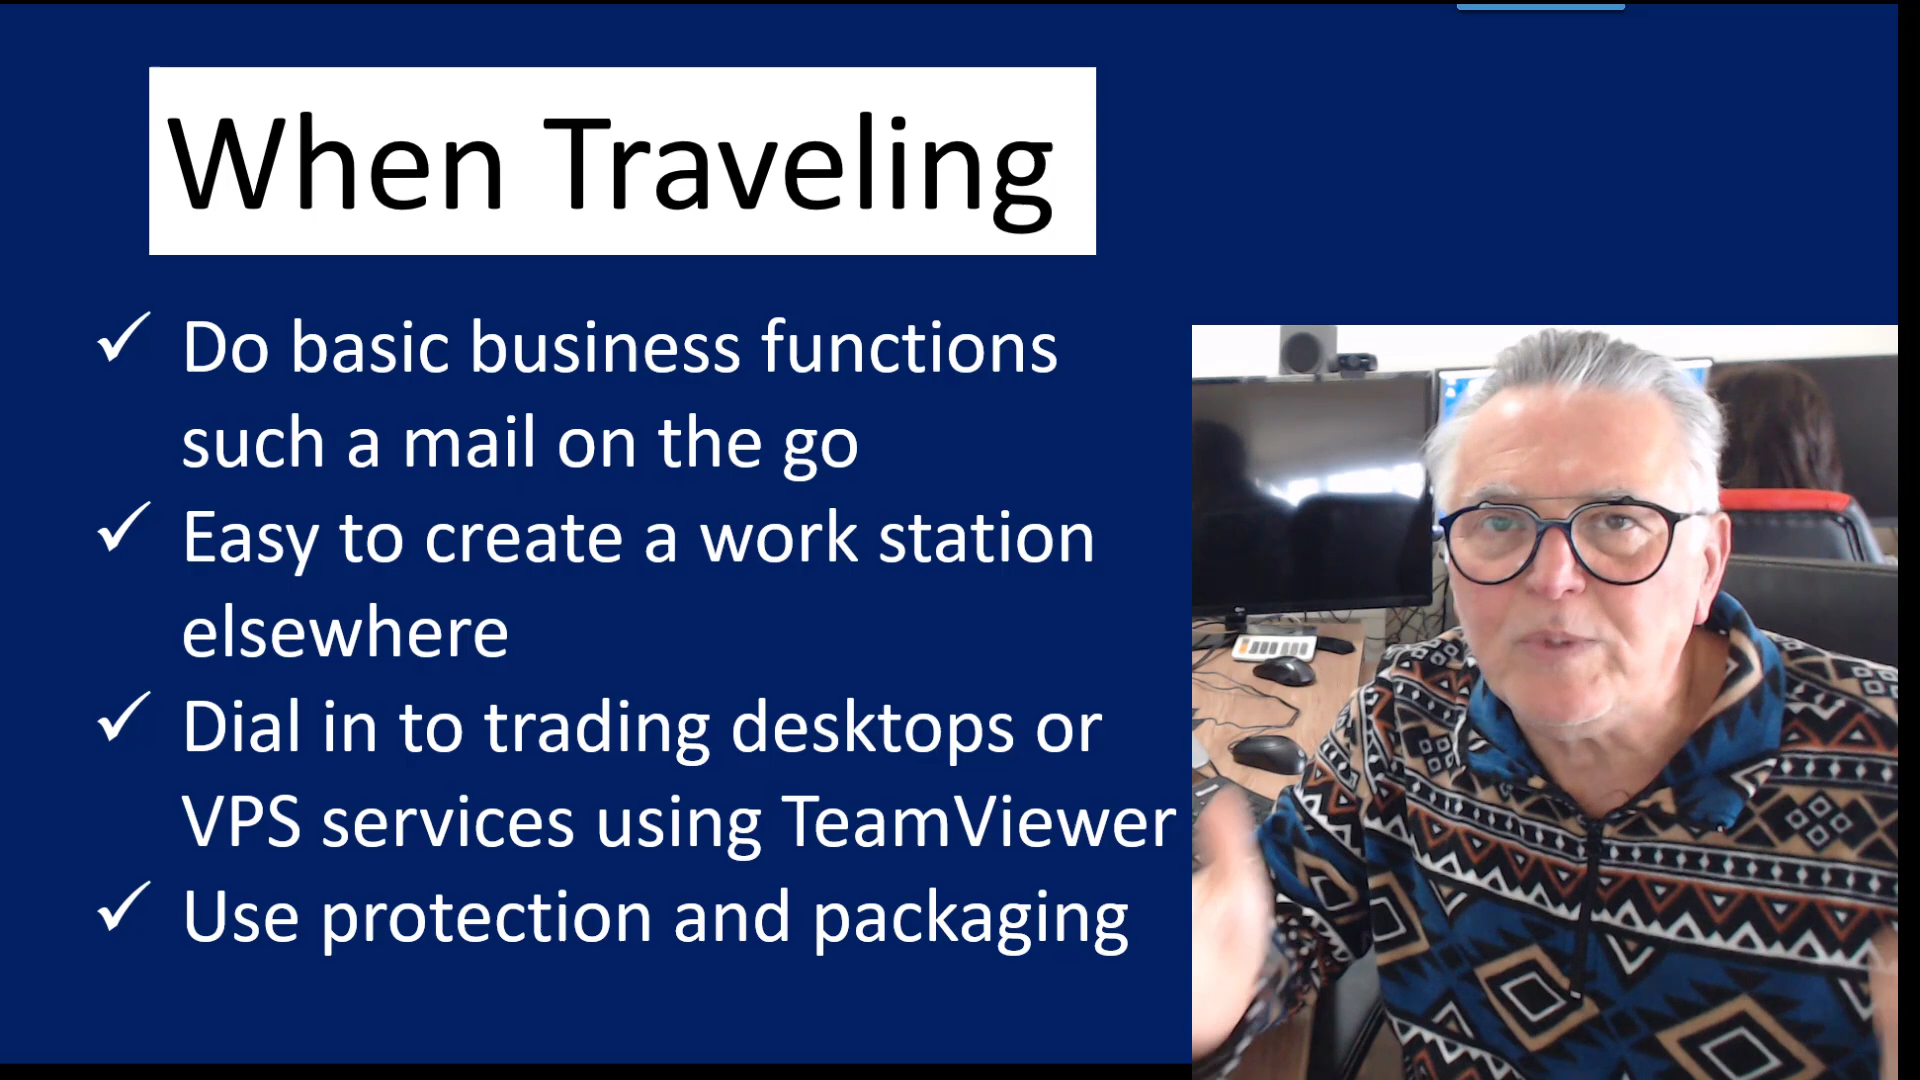 When Traveling
✓ Do basic business functions
such a mail on the go
✓ Easy to create a work station
elsewhere
✓ Dial in to trading desktops or
VPS services using TeamViewer
✓ Use protection and packaging